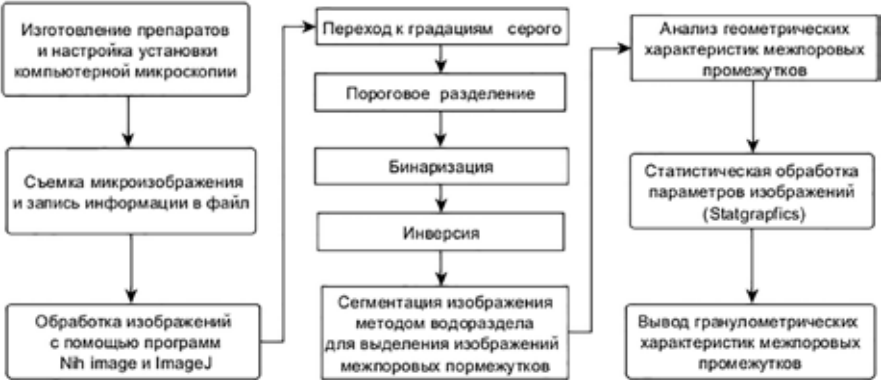 Изготовление препаратов
и настройка установки
компьютерной микроскопии
Съемка микроизображения
и запись информации в файл
Обработка изображений
с помощью программ
Nih image и ImageJ
Переход к градациям серого
Пороговое разделение
Бинаризация
Инверсия
Сегментация изображения
методом водораздела
для выделения изображений
межпоровых пормежутков
Анализ геометрических
характеристик межпоровых
промежутков
Статистическая обработка
параметров изображений
(Statgrapfics)
Вывод гранулометрических
характеристик межпоровых
промежутков